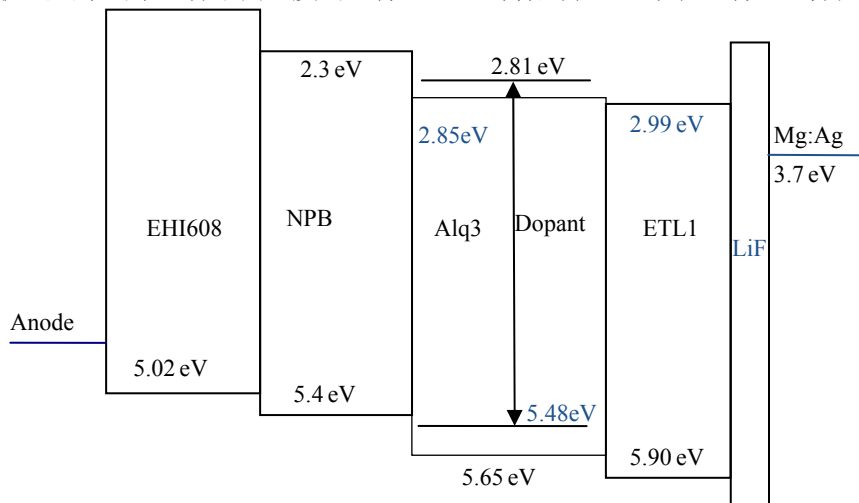 2.3 eV
2.81 eV
2.85eV
2.99 eV
Mg:Ag
3.7 eV
EHI608
NPB
Alq3
Dopant
ETL1
LiF
Anode
5.02 eV
5.4 eV
5.48eV
5.65 eV
5.90 eV